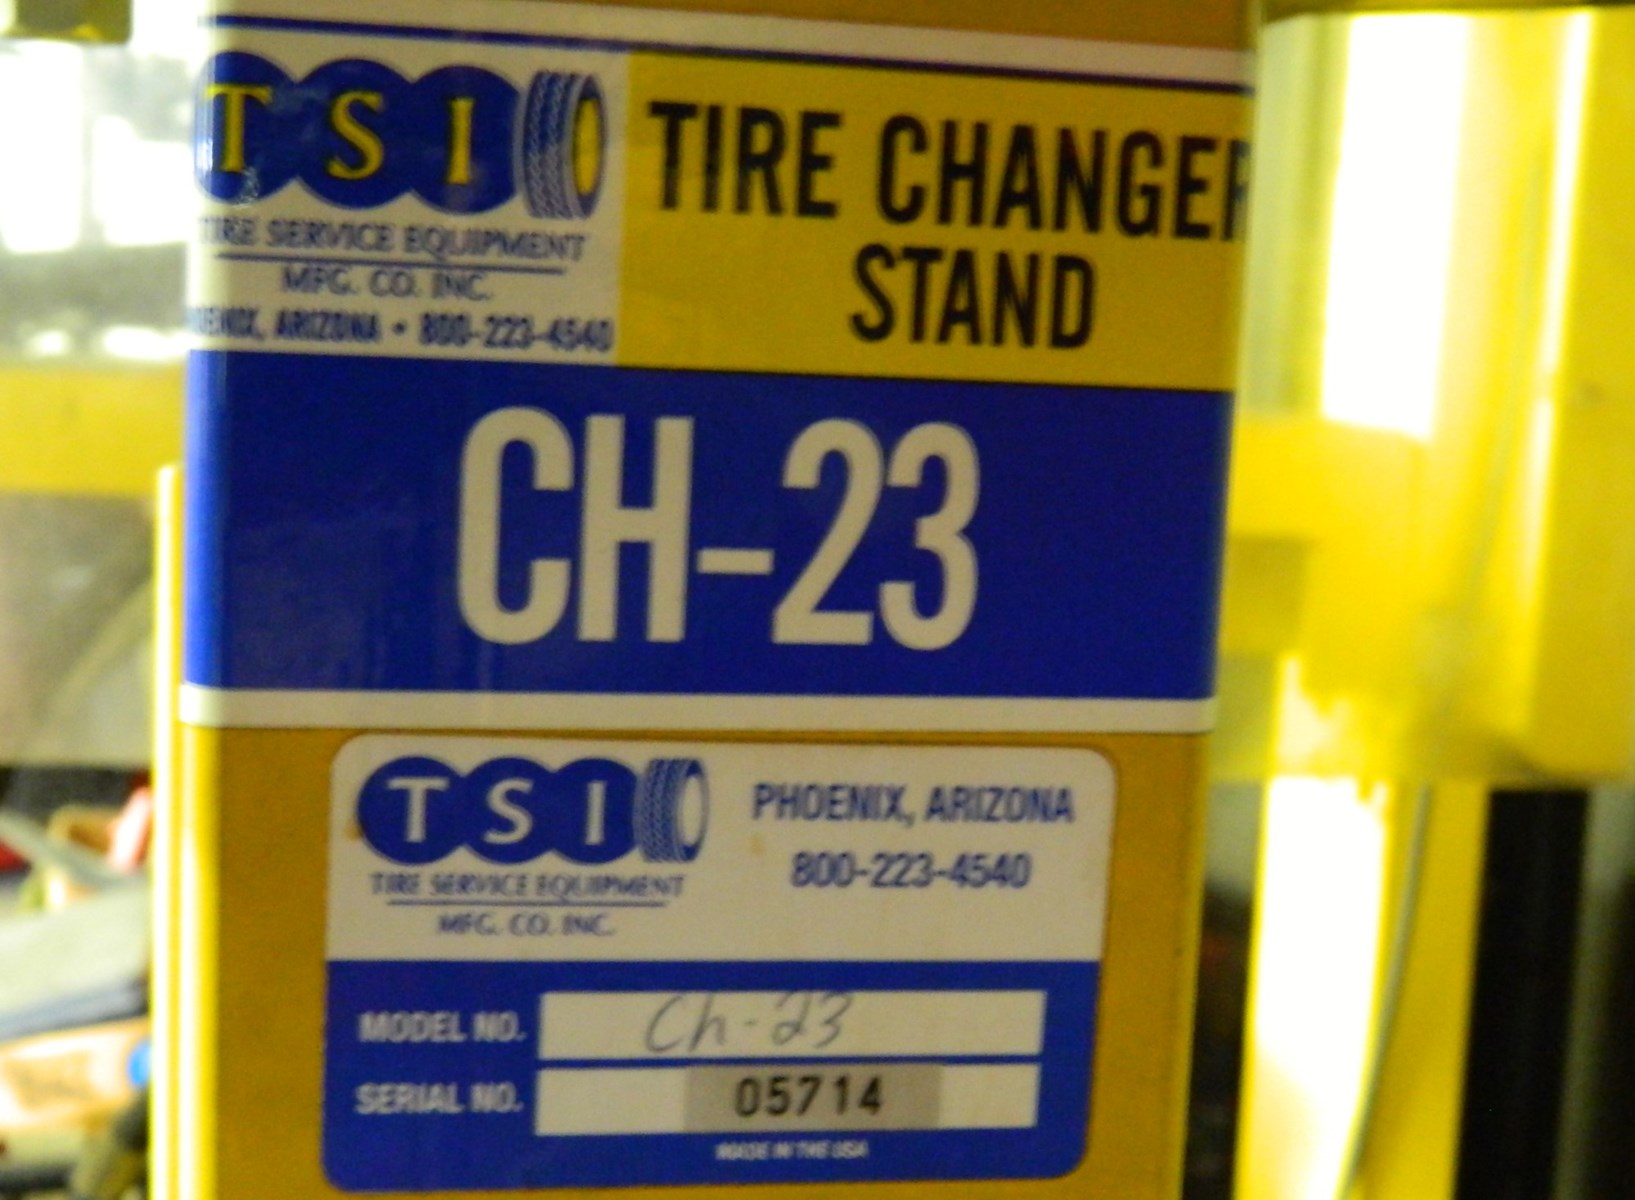 TSI
TIRE SERVICE EQUIPMENT
MFG. CO. INC.
PHOENIX, ARIZONA • 800-223-4540
TIRE CHANGER
STAND
CH-23
TSI
TIRE SERVICE EQUIPMENT
MFG. CO. INC.
PHOENIX, ARIZONA
800-223-4540
MODEL NO. Ch-23
SERIAL NO. 05714
MADE IN THE USA